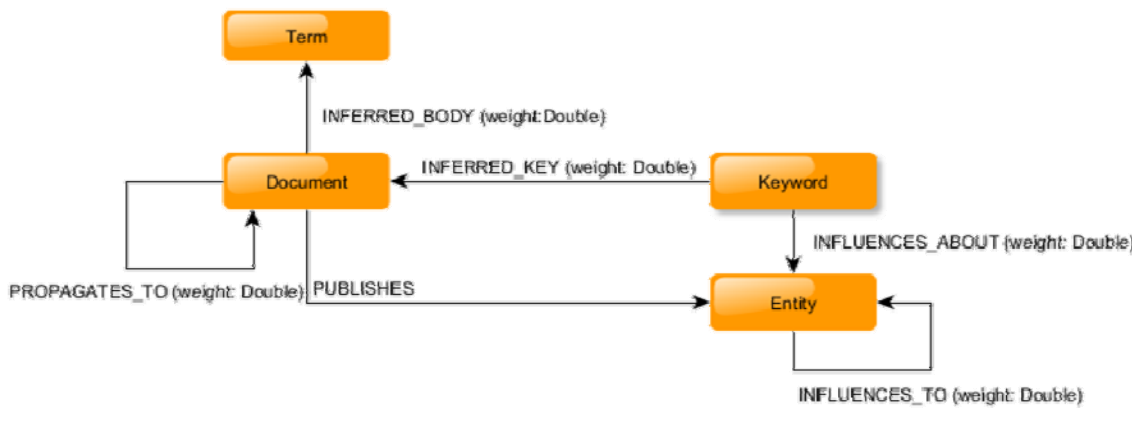 Term
INFERRED_BODY (weight:Double)
INFERRED_KEY (weight: Double)
Document
Keyword
INFLUENCES_ABOUT (weight: Double)
PROPAGATES_TO (weight: Double)
PUBLISHES
Entity
INFLUENCES_TO (weight: Double)